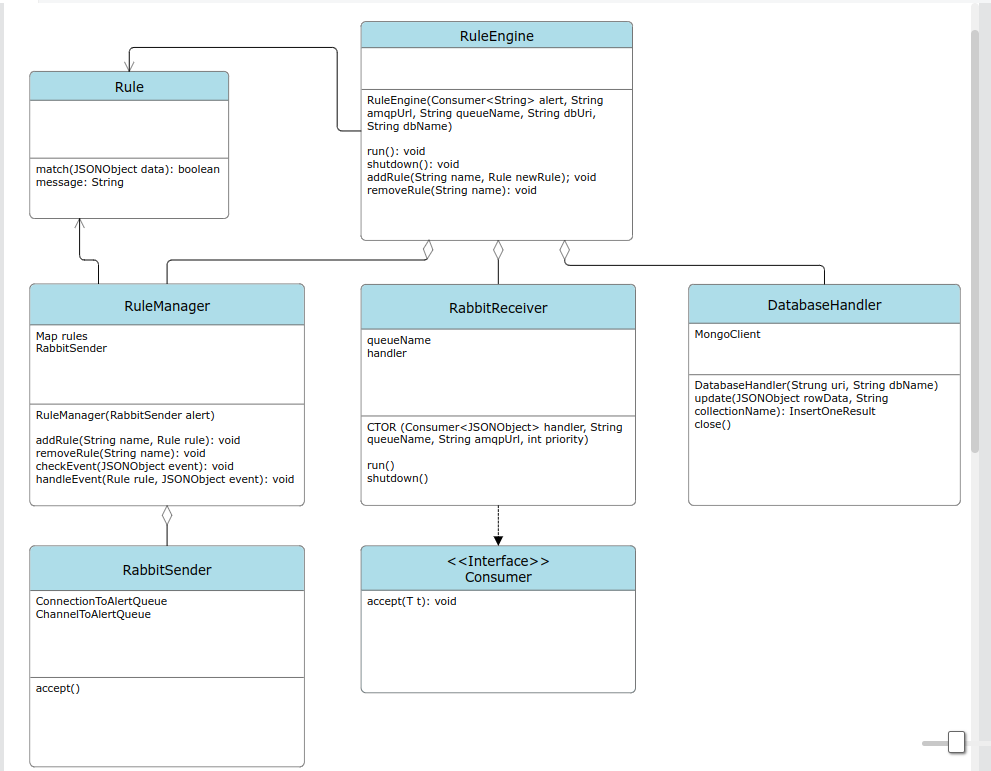 RuleEngine
RuleEngine(Consumer<String> alert, String
amqpUrl, String queueName, String dbUri,
String dbName)
run(): void
shutdown(): void
addRule(String name, Rule newRule); void
removeRule(String name): void
Rule
match(JSONObject data): boolean
message: String
RuleManager
Map rules
RabbitSender
RuleManager(RabbitSender alert)
addRule(String name, Rule rule): void
removeRule(String name): void
checkEvent(JSONObject event): void
handleEvent(Rule rule, JSONObject event): void
RabbitReceiver
queueName
handler
CTOR (Consumer<JSONObject> handler, String
queueName, String amqpUrl, int priority)
run()
shutdown()
DatabaseHandler
MongoClient
DatabaseHandler(Strung uri, String dbName)
update(JSONObject rowData, String
collectionName): InsertOneResult
close()
RabbitSender
ConnectionToAlertQueue
ChannelToAlertQueue
accept()
<<Interface>>
Consumer
accept(T t): void